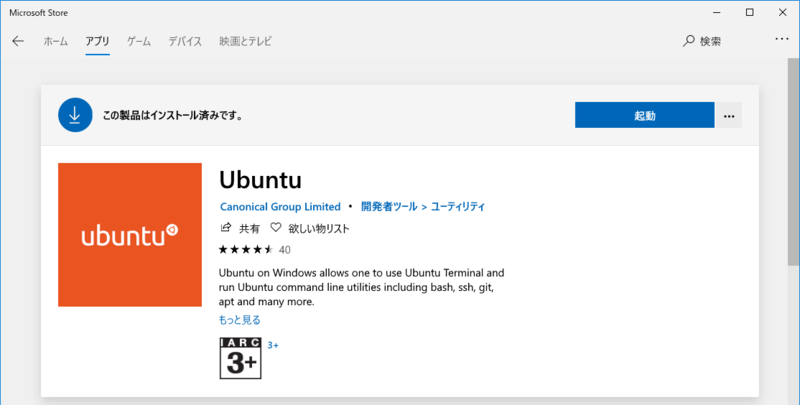 Microsoft Store
ホーム アプリ ゲーム デバイス 映画とテレビ 検索
この製品はインストール済みです。 起動
ubuntu
Ubuntu
Canonical Group Limited • 開発者ツール > ユーティリティ
共有 欲しい物リスト
40
Ubuntu on Windows allows one to use Ubuntu Terminal and
run Ubuntu command line utilities including bash, ssh, git,
apt and many more.
もっと見る
IARC
3+
3+